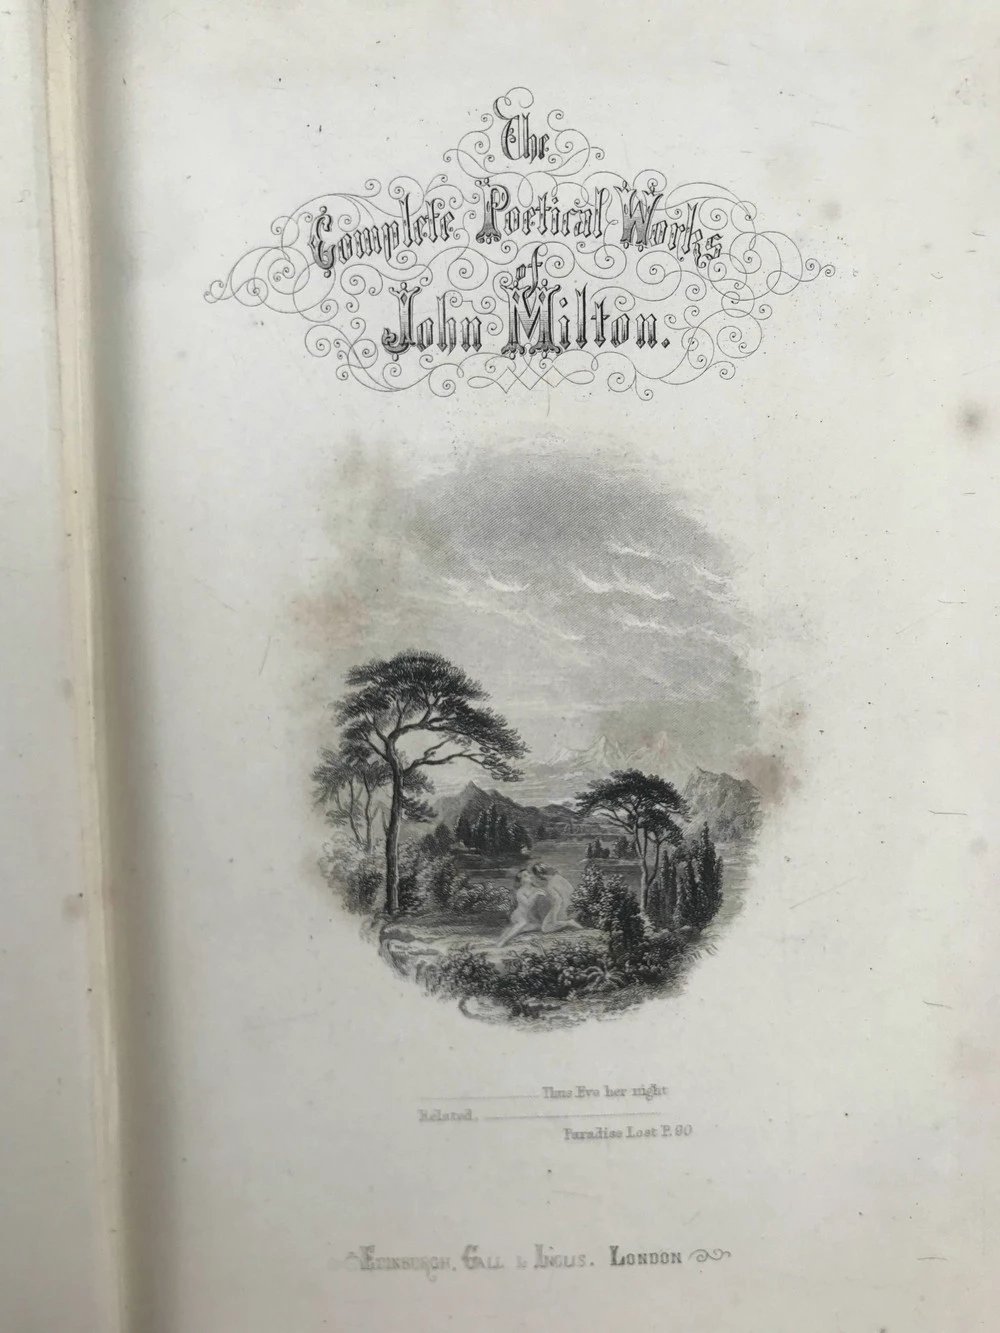 The
Complete Poetical Works
of
John Milton.
Thus Eve her night
Related.
Paradise Lost P. 90
Edinburgh, Gall & Inglis. London